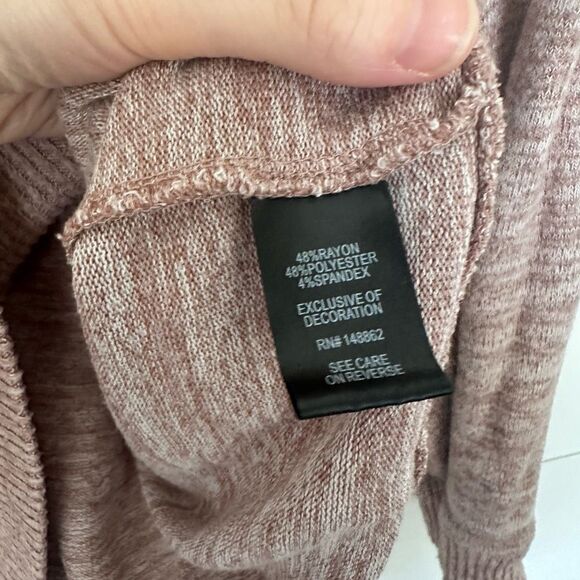 48%RAYON
48%POLYESTER
4%SPANDEX
EXCLUSIVE OF
DECORATION
RN# 148862
SEE CARE
ON REVERSE